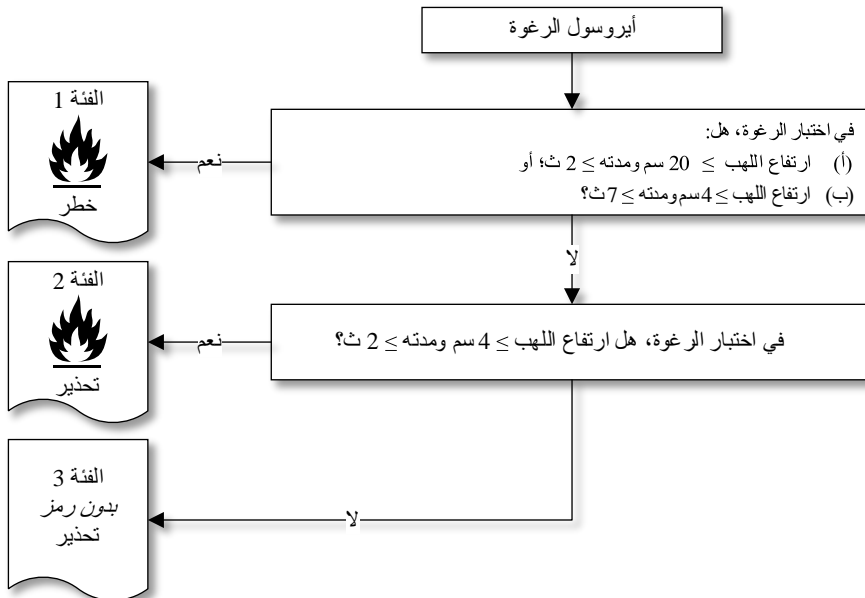 أيروسول الرغوة
في اختبار الرغوة، هل:
(أ) ارتفاع اللهب ≥ 20 سم ومدته ≥ 2 ث؛ أو
(ب) ارتفاع اللهب ≥ 4 سم ومدته ≥ 7 ث؟
نعم
الفئة 1
خطر
لا
في اختبار الرغوة، هل ارتفاع اللهب ≥ 4 سم ومدته ≥ 2 ث؟
نعم
الفئة 2
تحذير
لا
الفئة 3
بدون رمز
تحذير